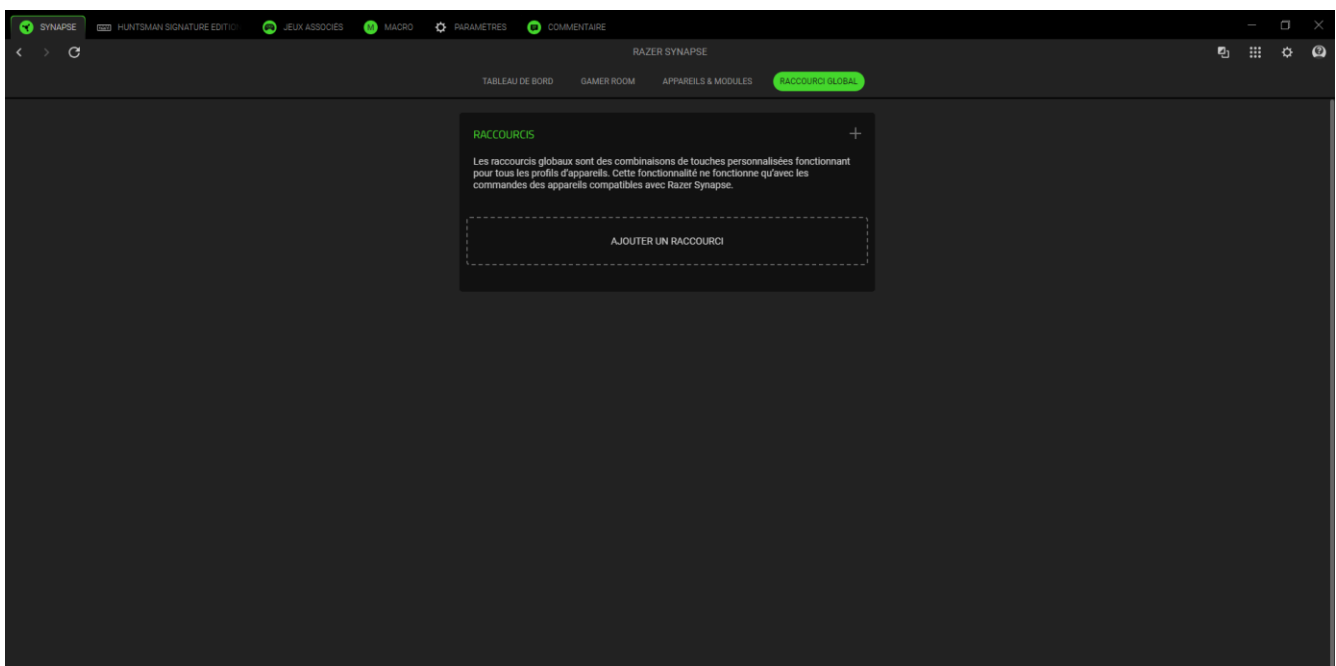 SYNAPSE HUNTSMAN SIGNATURE EDITIO JEUX ASSOCIÉS M MACRO PARAMÈTRES COMMENTAIRE
RAZER SYNAPSE
TABLEAU DE BORD GAMER ROOM APPAREILS & MODULES RACCOURCI GLOBAL
RACCOURCIS
Les raccourcis globaux sont des combinaisons de touches personnalisées fonctionnant
pour tous les profils d'appareils. Cette fonctionnalité ne fonctionne qu'avec les
commandes des appareils compatibles avec Razer Synapse.
AJOUTER UN RACCOURCI